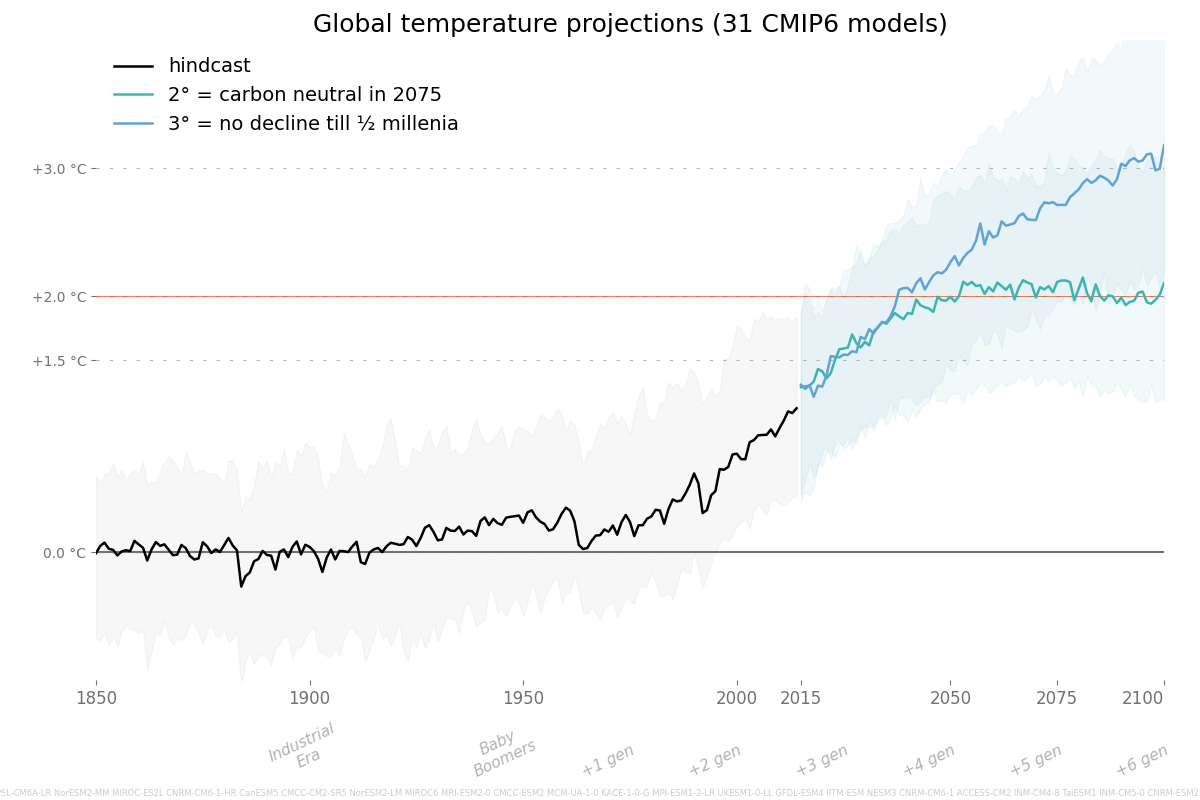 Global temperature projections (31 CMIP6 models)
hindcast
2° = carbon neutral in 2075
3° = no decline till ½ millenia
+3.0 °C
+2.0 °C
+1.5 °C
0.0 °C
1850 1900 1950 2000 2015 2050 2075 2100
Industrial
Era
Baby
Boomers
+1 gen
+2 gen
+3 gen
+4 gen
+5 gen
+6 gen
SL-CM6A-LR NorESM2-MM MIROC-ES2L CNRM-CM6-1-HR CanESM5 CMCC-CM2-SR5 NorESM2-LM MIROC6 MRI-ESM2-0 CMCC-ESM2 MCM-UA-1-0 KACE-1-0-G MPI-ESM1-2-LR UKESM1-0-LL GFDL-ESM4 IITM-ESM NESM3 CNRM-CM6-1 ACCESS-CM2 INM-CM4-8 TaiESM1 INM-CM5-0 CNRM-ESM2